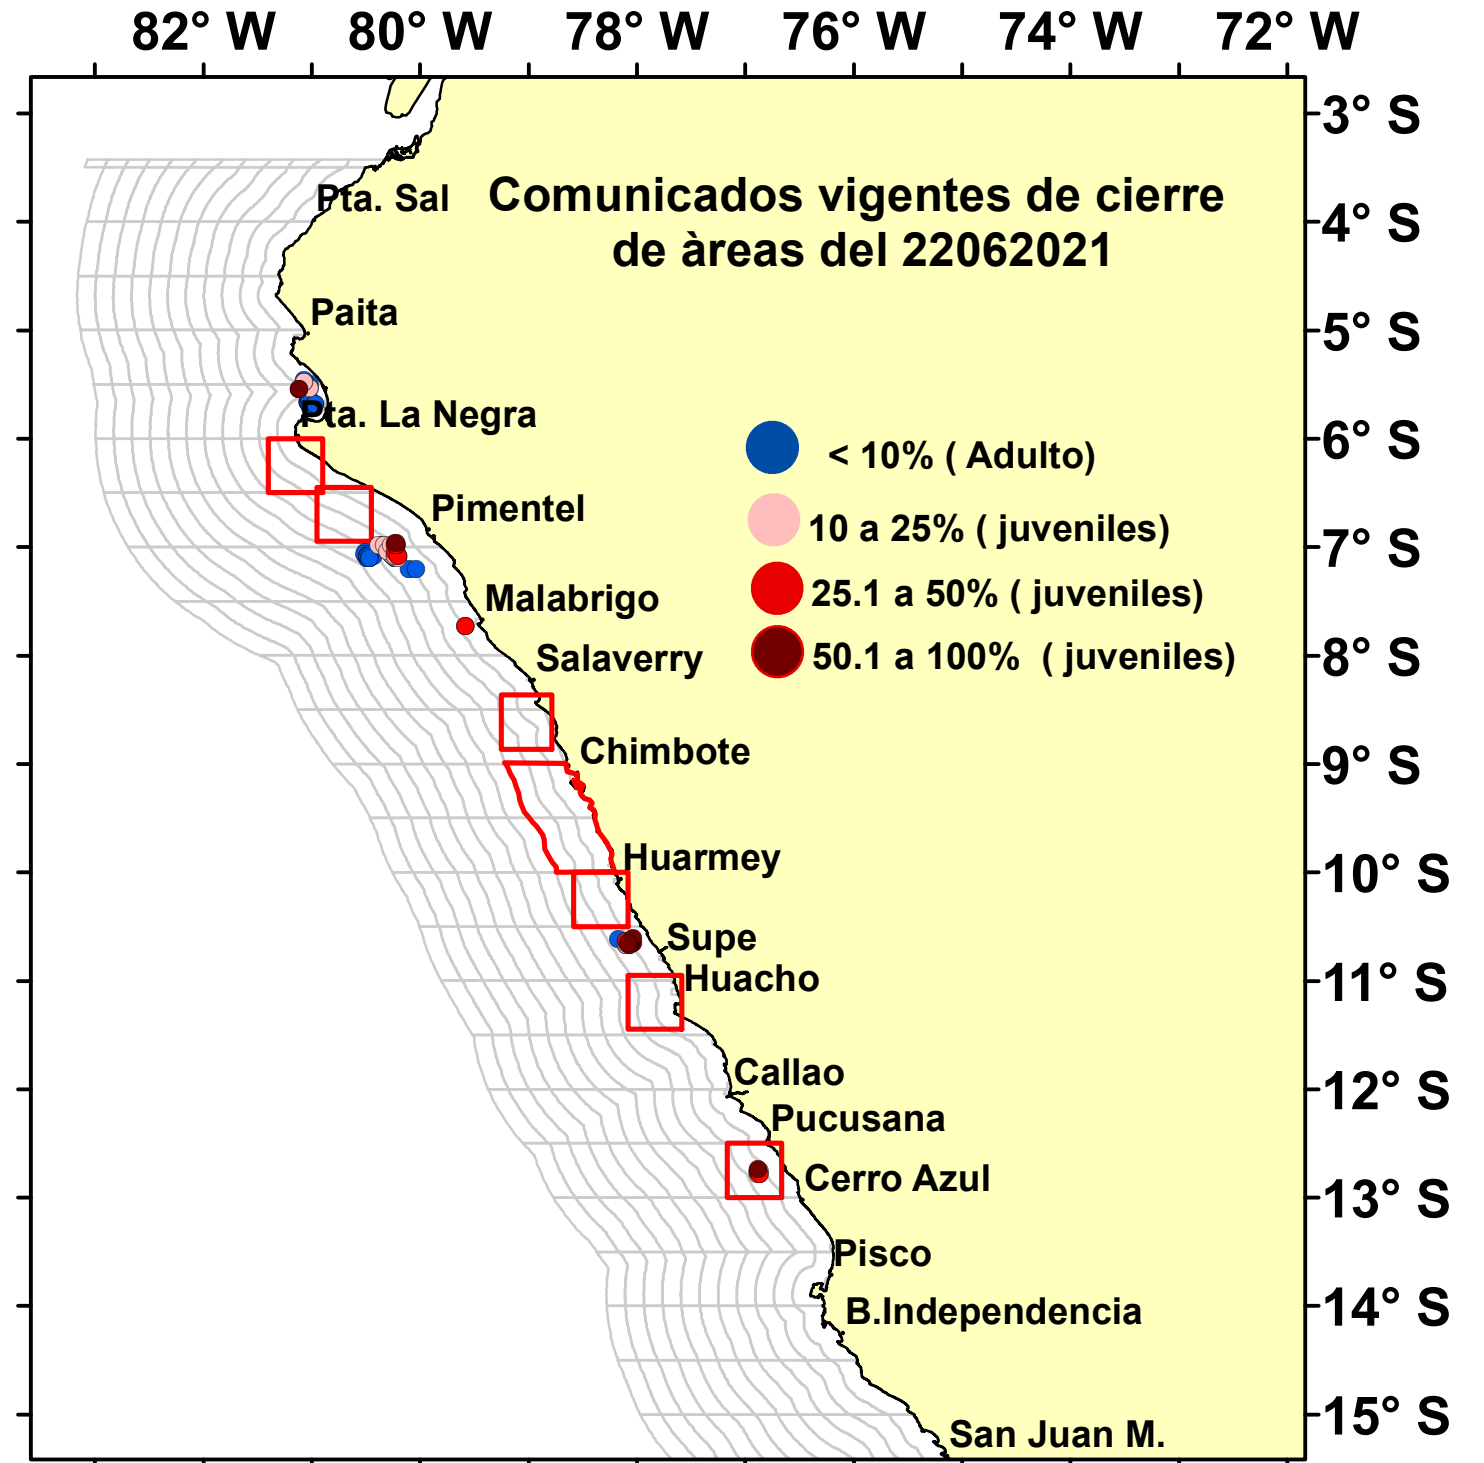 82° W 80° W 78° W 76° W 74° W 72° W
3° S
Comunicados vigentes de cierre
de àreas del 22062021
Pta. Sal
4° S
Paita
5° S
Pta. La Negra
6° S
< 10% ( Adulto)
Pimentel
10 a 25% ( juveniles)
7° S
Malabrigo
25.1 a 50% ( juveniles)
Salaverry
50.1 a 100% ( juveniles)
8° S
Chimbote
9° S
Huarmey
10° S
Supe
Huacho
11° S
Callao
12° S
Pucusana
Cerro Azul
13° S
Pisco
B.Independencia
14° S
San Juan M.
15° S